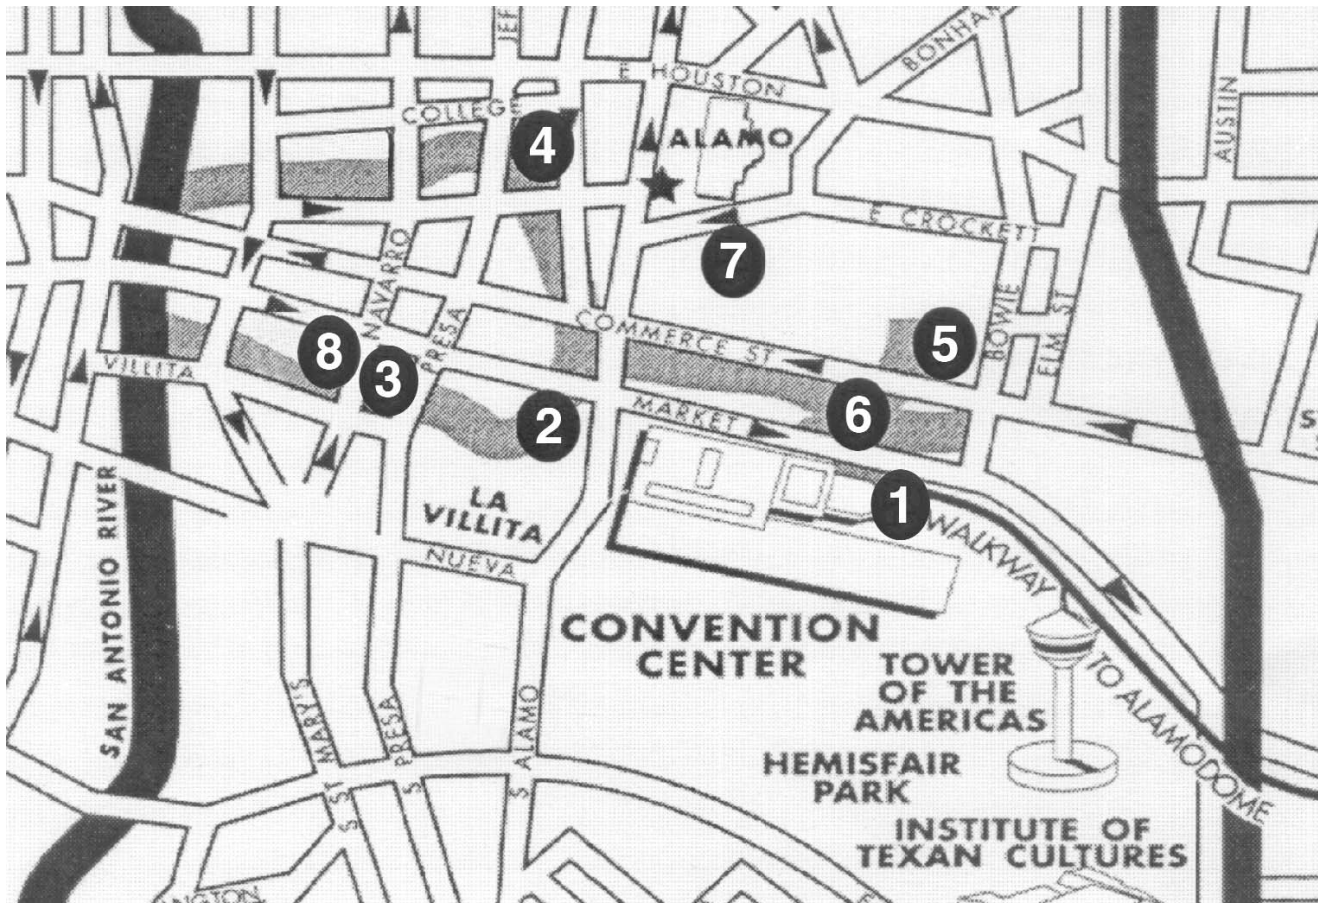 JEF
E HOUSTON
BONHAM
AUSTIN
COLLEGE
4
ALAMO
E CROCKETT
7
NAVARRO
PRESA
COMMERCE ST
BOWIE
ELM ST
5
8
3
VILLITA
MARKET
6
2
1
LA
VILLITA
NUEVA
WALKWAY
TO ALAMODOME
SAN ANTONIO RIVER
CONVENTION
CENTER
TOWER
OF THE
AMERICAS
HEMISFAIR
PARK
S ST MARY'S
S PRESA
S ALAMO
INSTITUTE OF
TEXAN CULTURES
INGTON